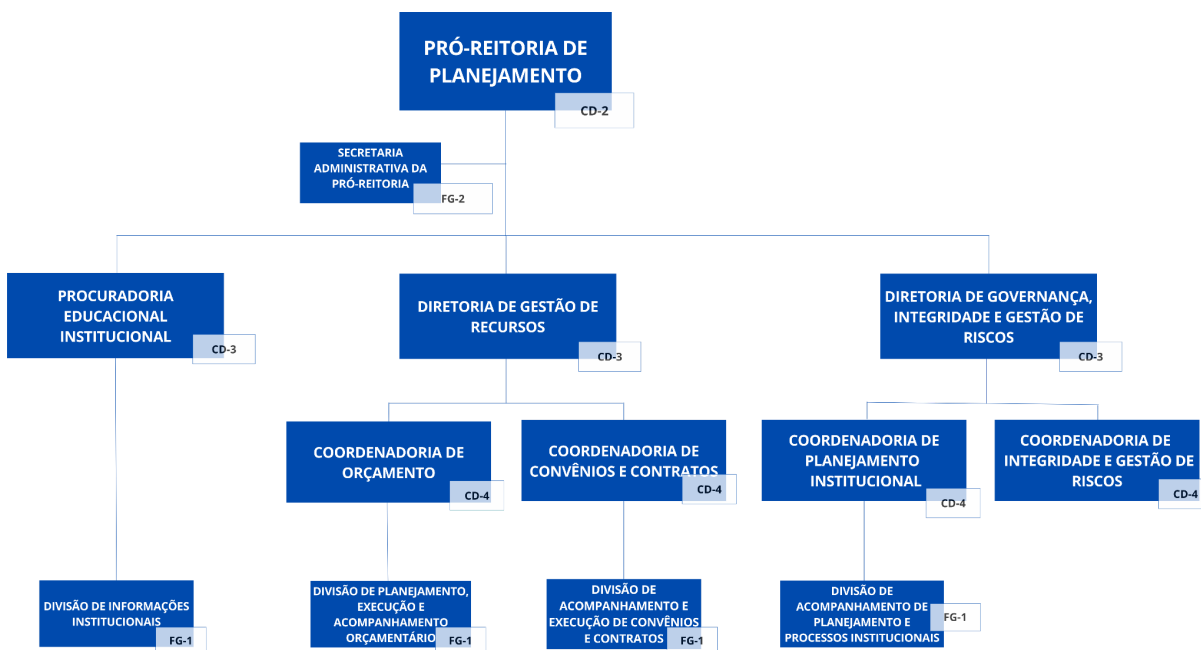 PRÓ-REITORIA DE
PLANEJAMENTO
CD-2
SECRETARIA
ADMINISTRATIVA DA
PRÓ-REITORIA
FG-2
PROCURADORIA
EDUCACIONAL
INSTITUCIONAL
CD-3
DIRETORIA DE GESTÃO DE
RECURSOS
CD-3
DIRETORIA DE GOVERNANÇA,
INTEGRIDADE E GESTÃO DE
RISCOS
CD-3
COORDENADORIA DE
ORÇAMENTO
CD-4
COORDENADORIA DE
CONVÊNIOS E CONTRATOS
CD-4
COORDENADORIA DE
PLANEJAMENTO
INSTITUCIONAL
CD-4
COORDENADORIA DE
INTEGRIDADE E GESTÃO DE
RISCOS
CD-4
DIVISÃO DE INFORMAÇÕES
INSTITUCIONAIS
FG-1
DIVISÃO DE PLANEJAMENTO,
EXECUÇÃO E
ACOMPANHAMENTO
ORÇAMENTÁRIO
FG-1
DIVISÃO DE
ACOMPANHAMENTO E
EXECUÇÃO DE CONVÊNIOS
E CONTRATOS
FG-1
DIVISÃO DE
ACOMPANHAMENTO DE
PLANEJAMENTO E
PROCESSOS INSTITUCIONAIS
FG-1